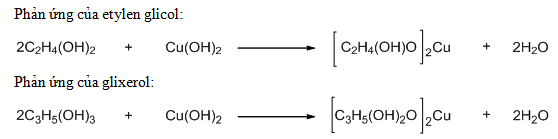 Phản ứng của etylen glicol:
2C2H4(OH)2 + Cu(OH)2 ⟶ [C2H4(OH)O]2Cu + 2H2O
Phản ứng của glixerol:
2C3H5(OH)3 + Cu(OH)2 ⟶ [C3H5(OH)2O]2Cu + 2H2O